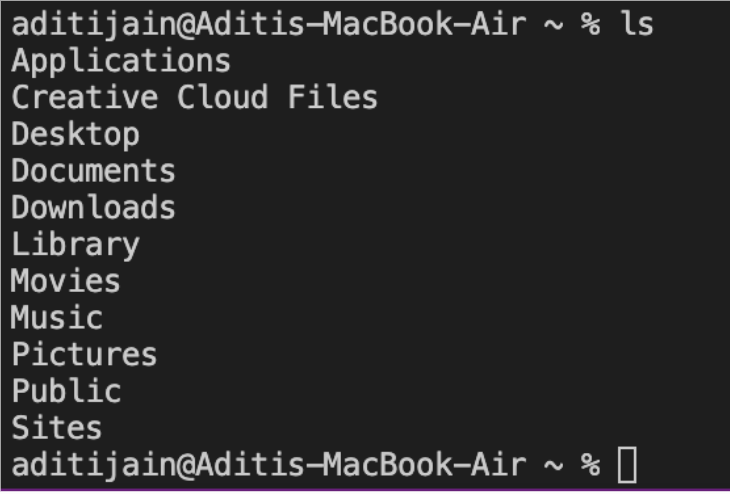 aditijain@Aditis-MacBook-Air ~ % ls
Applications
Creative Cloud Files
Desktop
Documents
Downloads
Library
Movies
Music
Pictures
Public
Sites
aditijain@Aditis-MacBook-Air ~ %